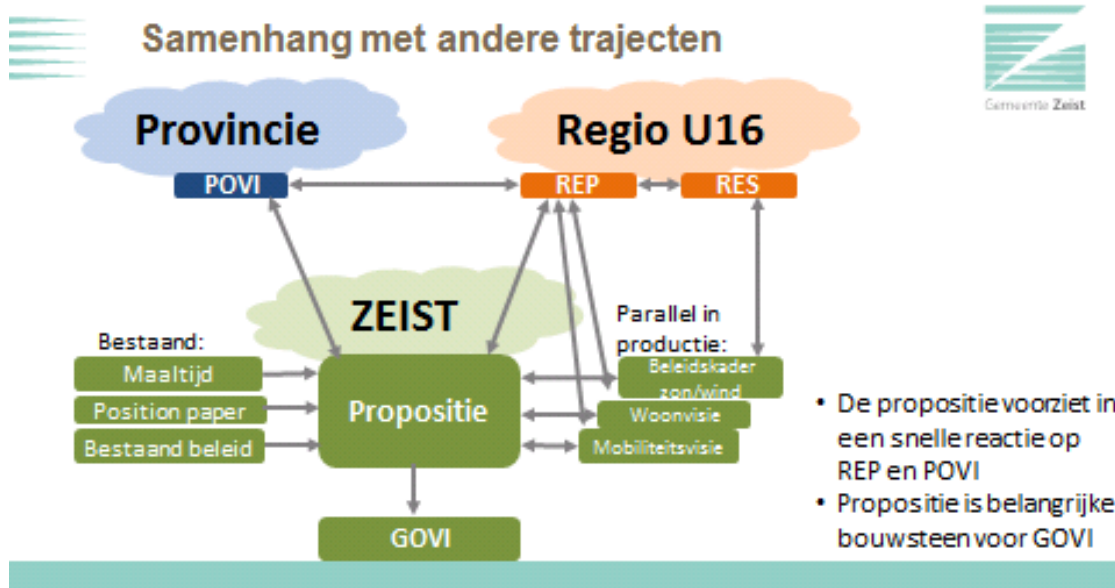 Samenhang met andere trajecten
Gemeente Zeist
Provincie
Regio U16
POVI
REP
RES
ZEIST
Bestaand:
Maaltijd
Position paper
Bestaand beleid
Propositie
GOVI
Parallel in
productie:
Beleidskader
zon/wind
Woonvisie
Mobiliteitsvisie
• De propositie voorziet in
een snelle reactie op
REP en POVI
• Propositie is belangrijke
bouwsteen voor GOVI